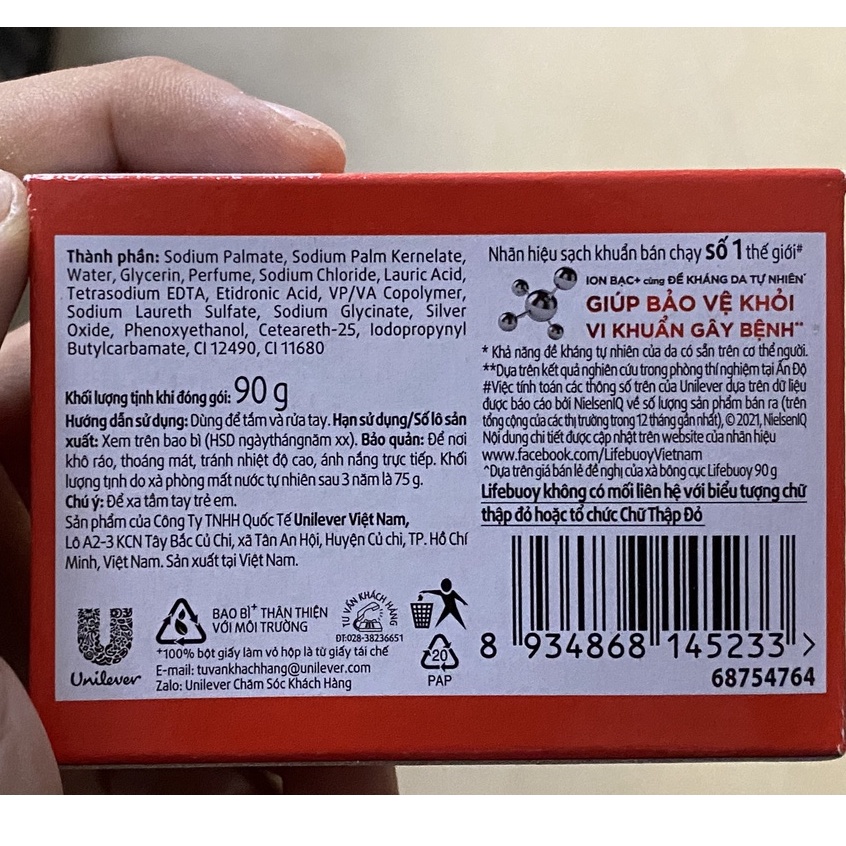 Thành phần: Sodium Palmate, Sodium Palm Kernelate,
Water, Glycerin, Perfume, Sodium Chloride, Lauric Acid,
Tetrasodium EDTA, Etidronic Acid, VP/VA Copolymer,
Sodium Laureth Sulfate, Sodium Glycinate, Silver
Oxide, Phenoxyethanol, Ceteareth-25, Iodopropynyl
Butylcarbamate, CI 12490, CI 11680
Khối lượng tịnh khi đóng gói: 90 g
Hướng dẫn sử dụng: Dùng để tắm và rửa tay. Hạn sử dụng/Số lô sản
xuất: Xem trên bao bì (HSD ngàythángnăm xx). Bảo quản: Để nơi
khô ráo, thoáng mát, tránh nhiệt độ cao, ánh nắng trực tiếp. Khối
lượng tịnh do xà phòng mất nước tự nhiên sau 3 năm là 75 g.
Chú ý: Để xa tầm tay trẻ em.
Sản phẩm của Công Ty TNHH Quốc Tế Unilever Việt Nam,
Lô A2-3 KCN Tây Bắc Củ Chi, xã Tân An Hội, Huyện Củ chi, TP. Hồ Chí
Minh, Việt Nam. Sản xuất tại Việt Nam.
Unilever
BAO BÌ⁺ THÂN THIỆN
VỚI MÔI TRƯỜNG
TƯ VẤN KHÁCH HÀNG
ĐT:028-38236651
⁺100% bột giấy làm vỏ hộp là từ giấy tái chế
E-mail: tuvankhachhang@unilever.com
Zalo: Unilever Chăm Sóc Khách Hàng
20
PAP
Nhãn hiệu sạch khuẩn bán chạy số 1 thế giới#
ION BẠC+ cùng ĐỀ KHÁNG DA TỰ NHIÊN*
GIÚP BẢO VỆ KHỎI
VI KHUẨN GÂY BỆNH**
* Khả năng đề kháng tự nhiên của da có sẵn trên cơ thể người.
**Dựa trên kết quả nghiên cứu trong phòng thí nghiệm tại Ấn Độ
#Việc tính toán các thông số trên của Unilever dựa trên dữ liệu
được báo cáo bởi NielsenIQ về số lượng sản phẩm bán ra (trên
tổng cộng của các thị trường trong 12 tháng gần nhất), © 2021, NielsenIQ
Nội dung chi tiết được cập nhật trên website của nhãn hiệu
www.facebook.com/LifebuoyVietnam
^Dựa trên giá bán lẻ đề nghị của xà bông cục Lifebuoy 90 g
Lifebuoy không có mối liên hệ với biểu tượng chữ
thập đỏ hoặc tổ chức Chữ Thập Đỏ
8 934868 145233 >
68754764